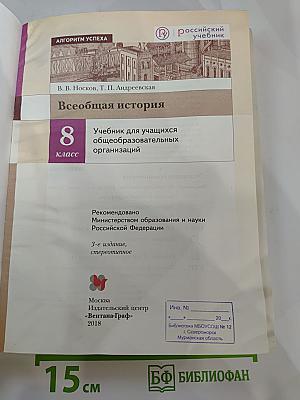 АЛГОРИТМ УСПЕХА
российский
учебник
В. В. Носков, Т. П. Андреевская
Всеобщая история
8
класс
Учебник для учащихся
общеобразовательных
организаций
Рекомендовано
Министерством образования и науки
Российской Федерации
3-е издание,
стереотипное
Москва
Издательский центр
«Вентана-Граф»
2018
Инв. №
20 г.
Библиотека МБОУСОШ № 12
г. Североморск
Мурманская область
15 см
БФ БИБЛИОФАН